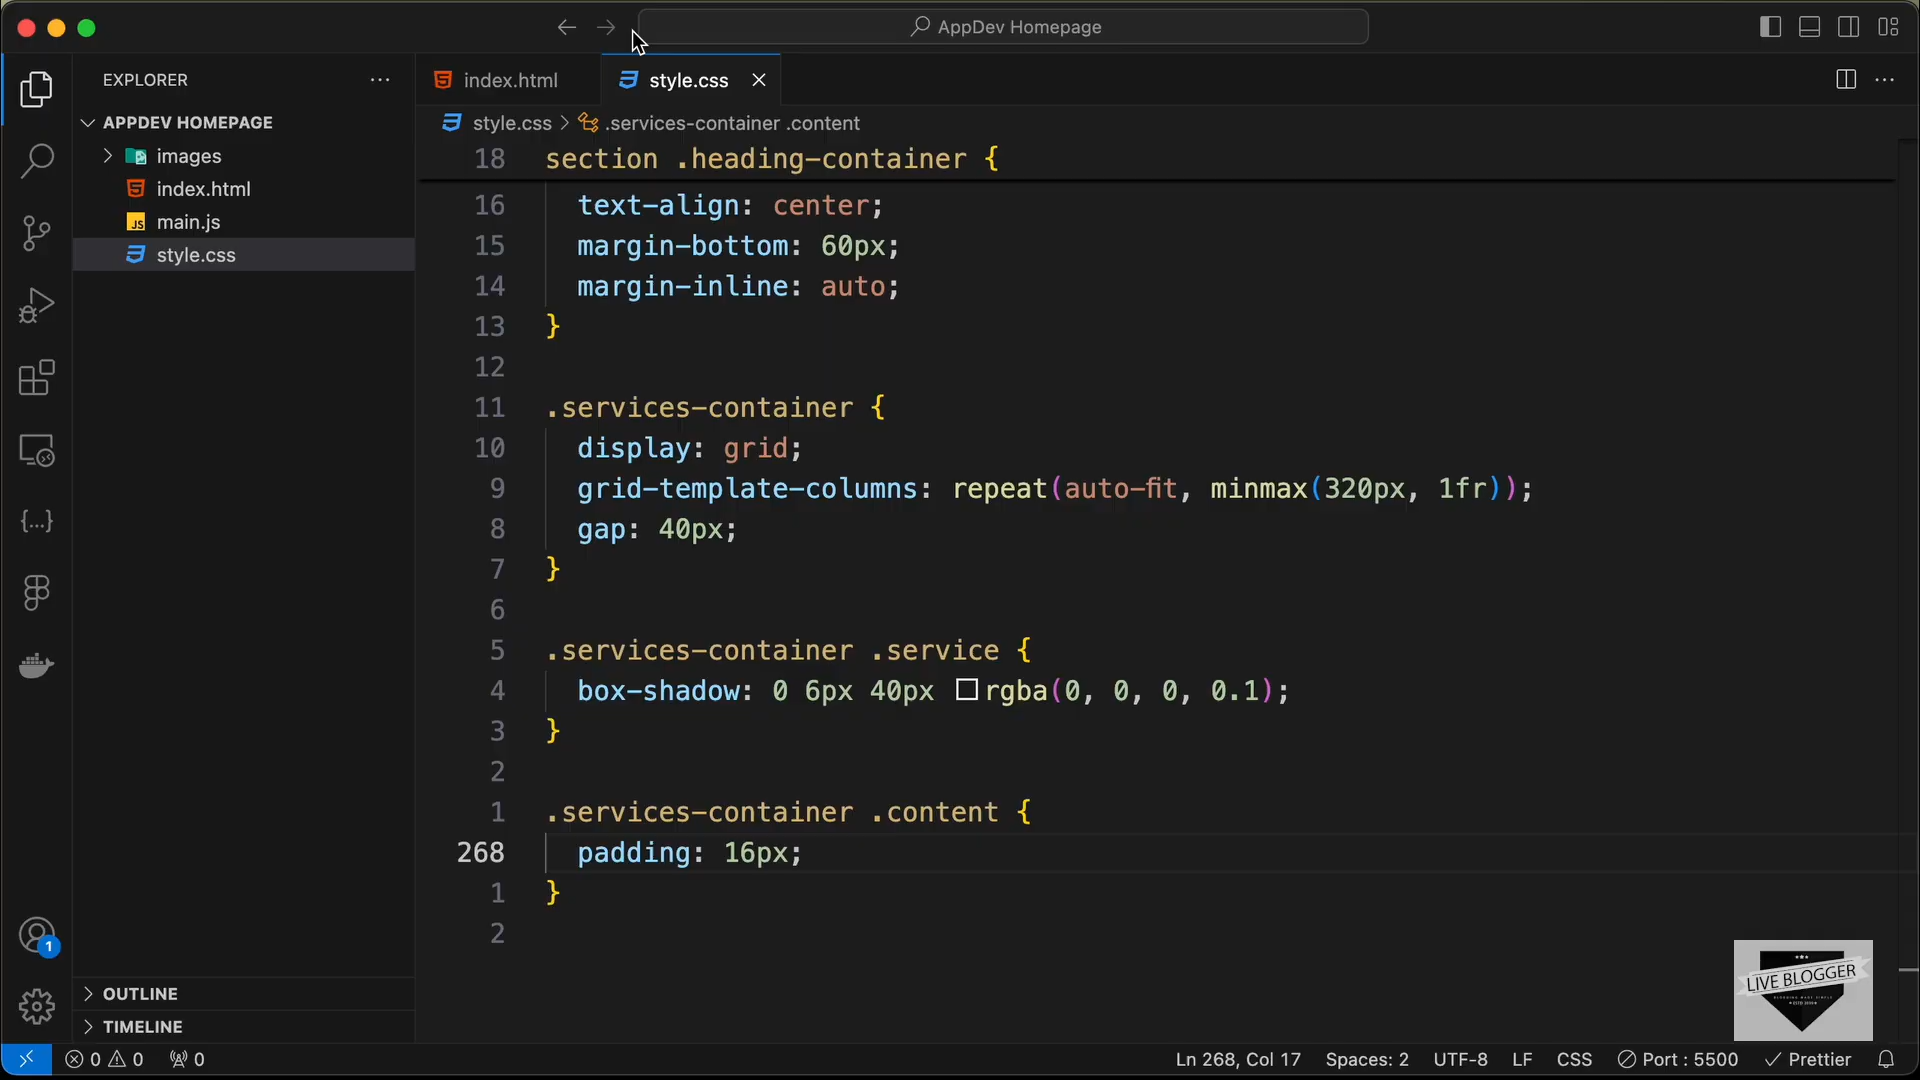 AppDev Homepage
EXPLORER
index.html
style.css
APPDEV HOMEPAGE
style.css > .services-container .content
images
18 section .heading-container {
index.html
16 text-align: center;
main.js
15 margin-bottom: 60px;
style.css
14 margin-inline: auto;
13 }
12
11 .services-container {
10 display: grid;
9 grid-template-columns: repeat(auto-fit, minmax(320px, 1fr));
8 gap: 40px;
7 }
6
5 .services-container .service {
4 box-shadow: 0 6px 40px rgba(0, 0, 0, 0.1);
3 }
2
1 .services-container .content {
268 padding: 16px;
1 }
2
1
LIVE BLOGGER
OUTLINE
TIMELINE
0 0 0 Ln 268, Col 17 Spaces: 2 UTF-8 LF CSS Port : 5500 Prettier